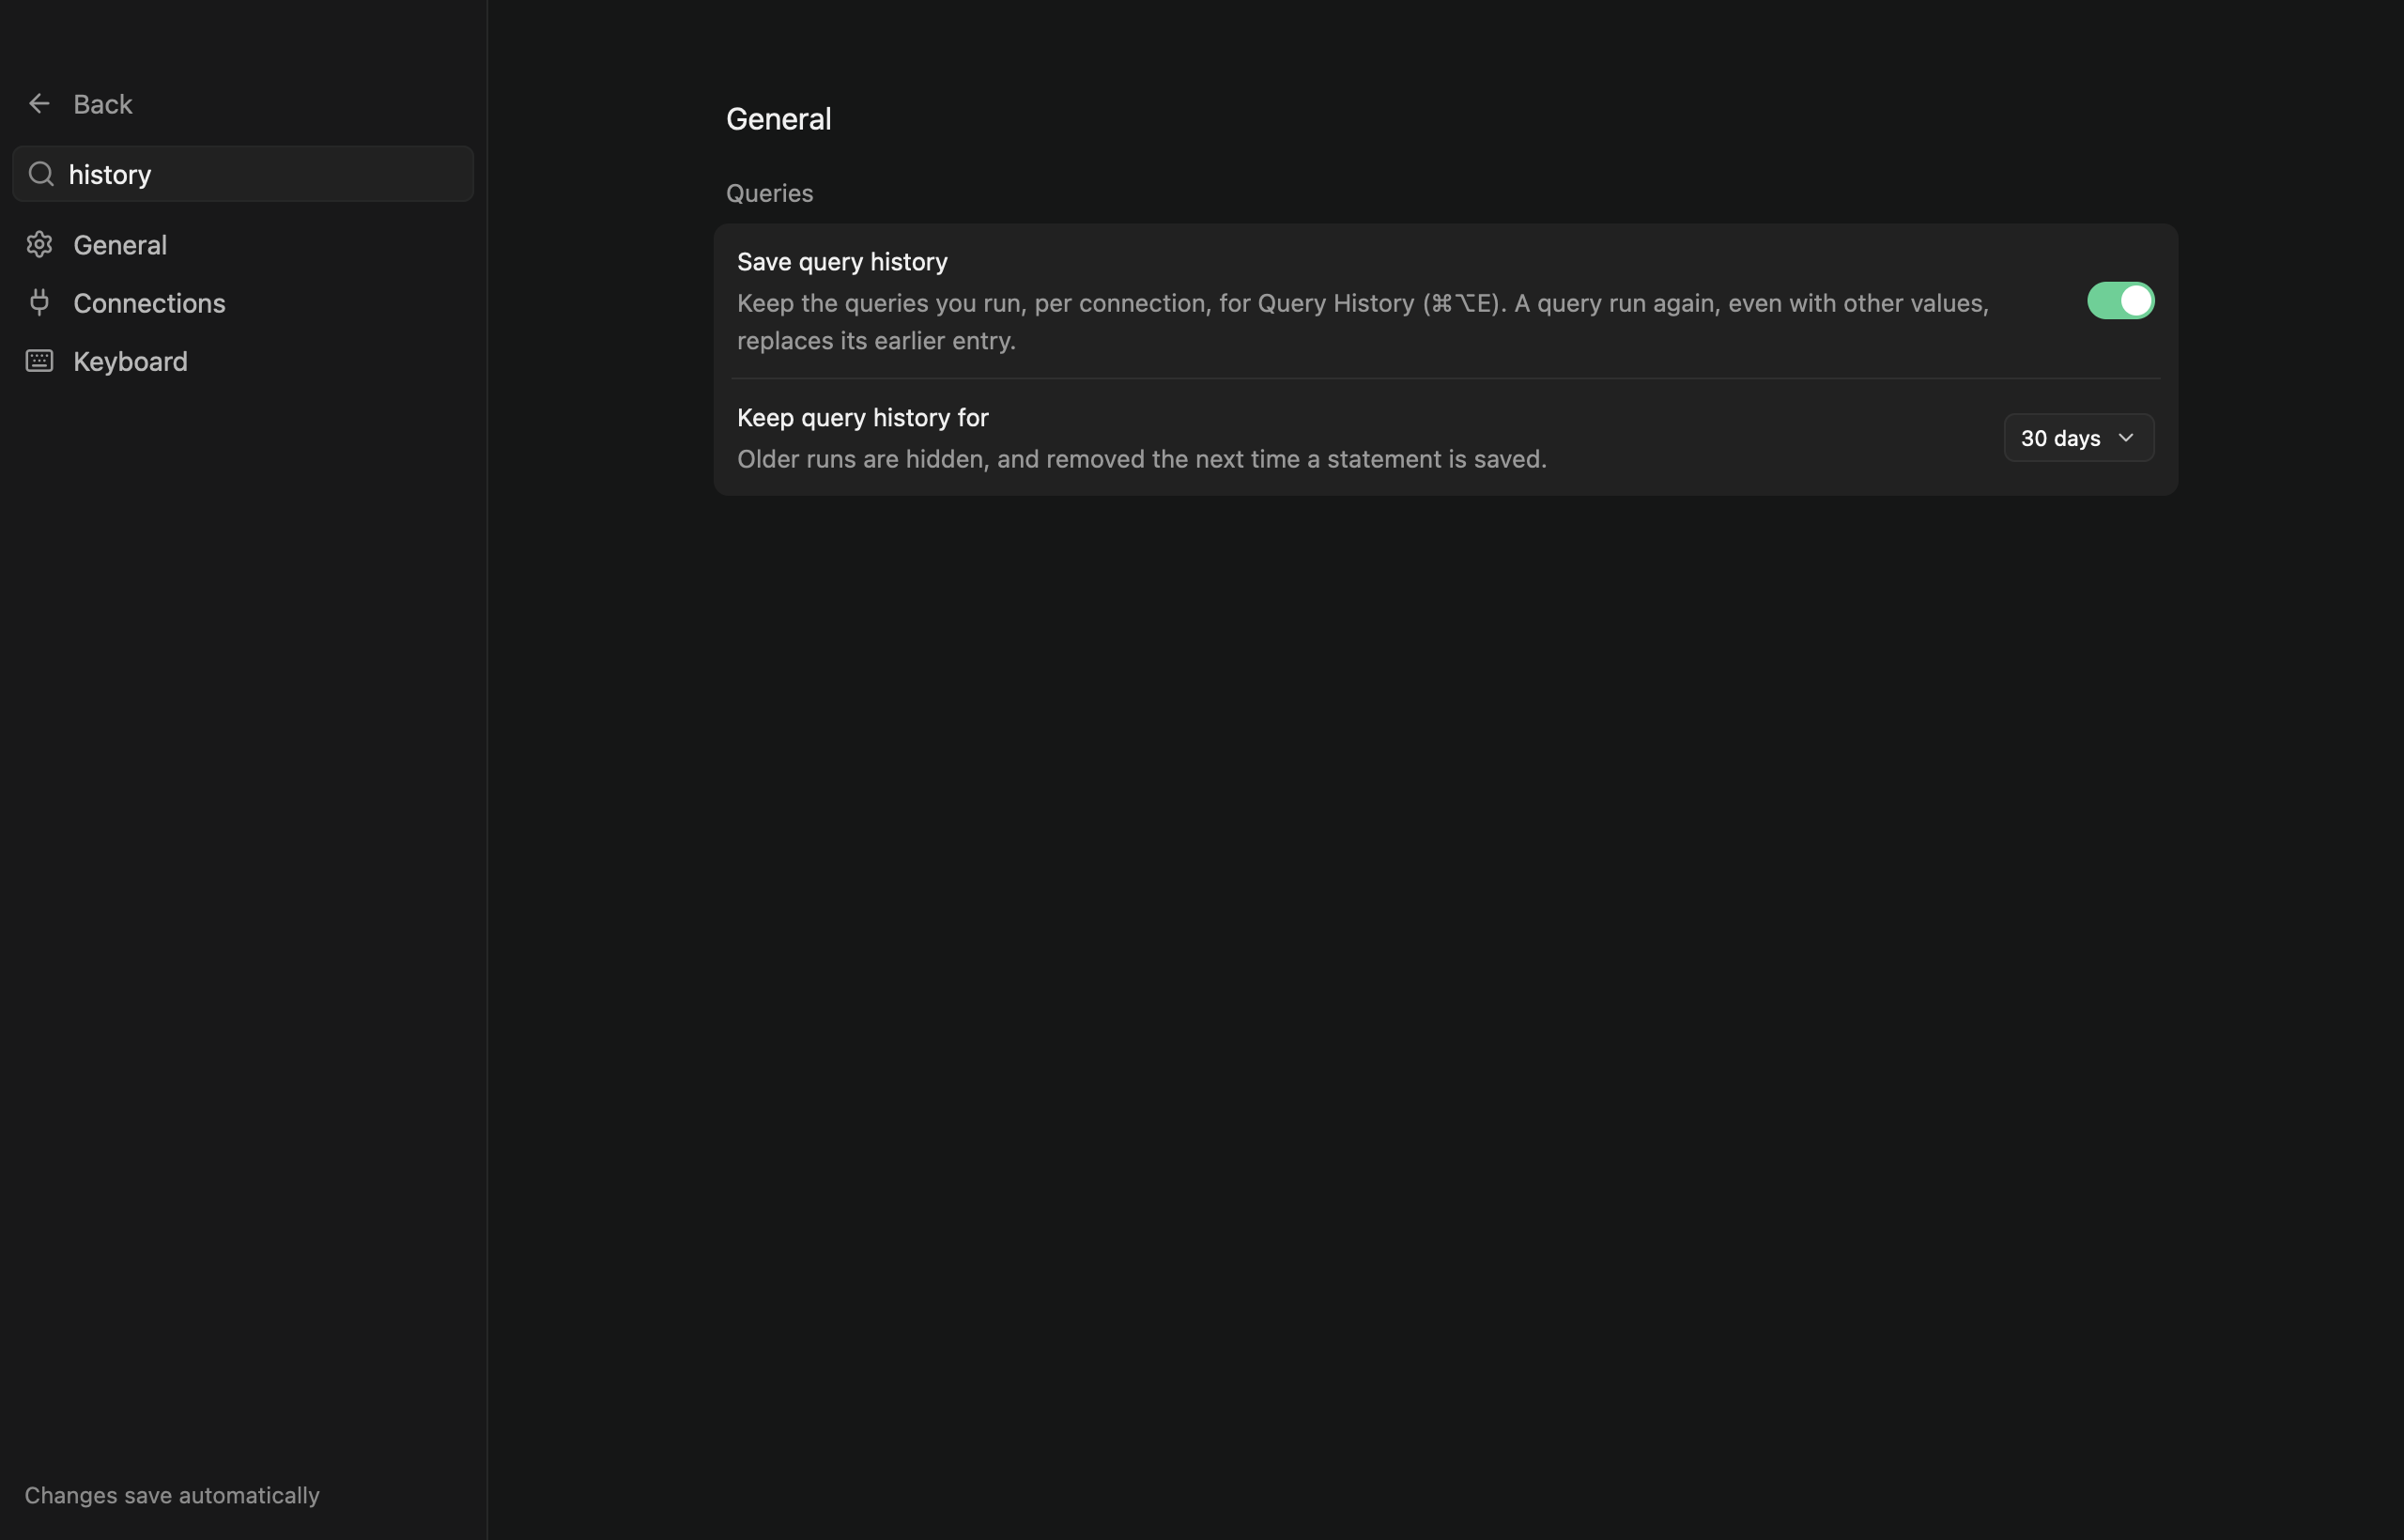 Back
history
General
Connections
Keyboard
Changes save automatically
General
Queries
Save query history
Keep the queries you run, per connection, for Query History (⌘⌥E). A query run again, even with other values,
replaces its earlier entry.
Keep query history for
Older runs are hidden, and removed the next time a statement is saved.
30 days